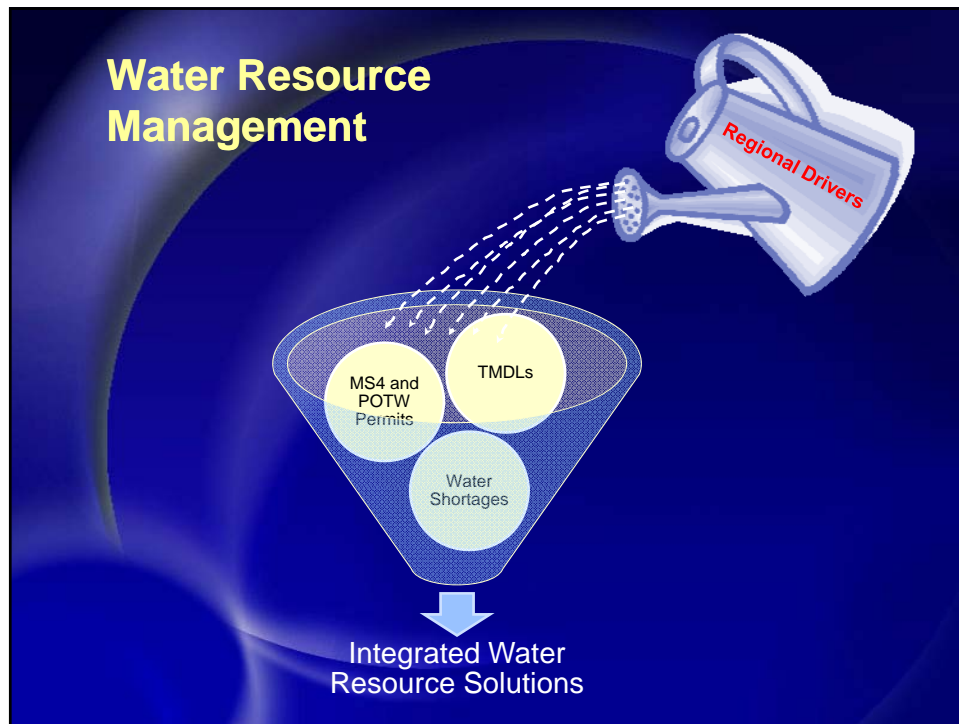 Water Resource
Management
Regional Drivers
MS4 and
POTW
Permits
TMDLs
Water
Shortages
Integrated Water
Resource Solutions